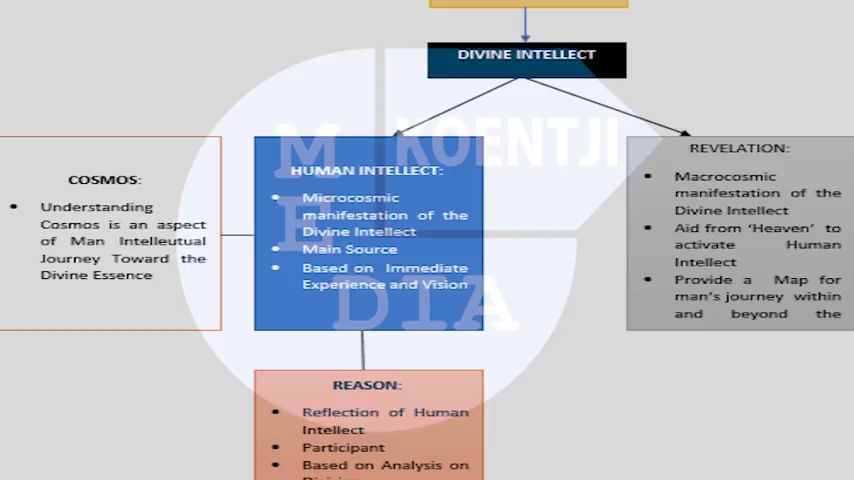 DIVINE INTELLECT
COSMOS:
• Understanding
Cosmos is an aspect
of Man Intelleutual
Journey Toward the
Divine Essence
HUMAN INTELLECT:
• Microcosmic
manifestation of the
Divine Intellect
• Main Source
• Based on Immediate
Experience and Vision
REVELATION:
• Macrocosmic
manifestation of the
Divine Intellect
• Aid from ‘Heaven’ to
activate Human
Intellect
• Provide a Map for
man’s journey within
and beyond the
REASON:
• Reflection of Human
Intellect
• Participant
• Based on Analysis on
KOENTJI
ME
DIA